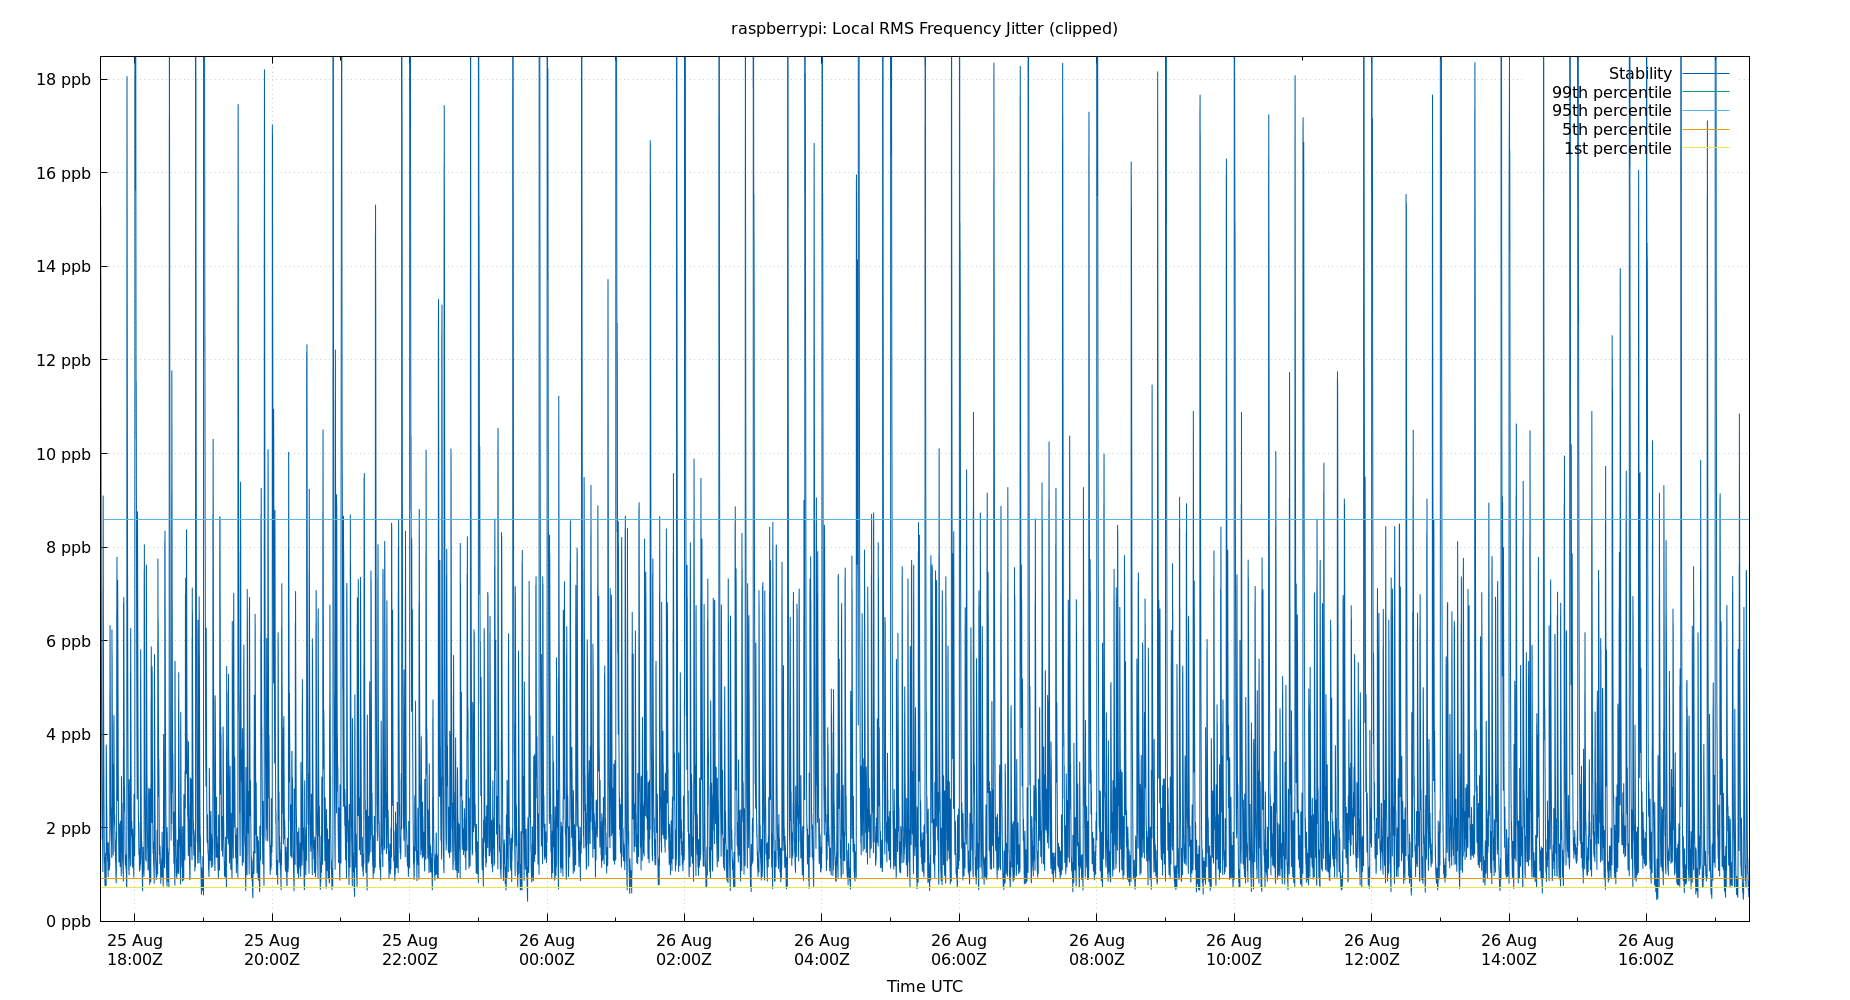 raspberrypi: Local RMS Frequency Jitter (clipped)
18 ppb
16 ppb
14 ppb
12 ppb
10 ppb
8 ppb
6 ppb
4 ppb
2 ppb
0 ppb
Stability
99th percentile
95th percentile
5th percentile
1st percentile
25 Aug 25 Aug 25 Aug 26 Aug 26 Aug 26 Aug 26 Aug 26 Aug 26 Aug 26 Aug 26 Aug 26 Aug
18:00Z 20:00Z 22:00Z 00:00Z 02:00Z 04:00Z 06:00Z 08:00Z 10:00Z 12:00Z 14:00Z 16:00Z
Time UTC